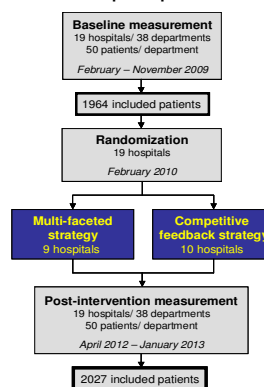 Baseline measurement
19 hospitals/ 38 departments
50 patients/ department
February – November 2009
1964 included patients
Randomization
19 hospitals
February 2010
Multi-faceted
strategy
9 hospitals
Competitive
feedback strategy
10 hospitals
Post-intervention measurement
19 hospitals/ 38 departments
50 patients/ department
April 2012 – January 2013
2027 included patients